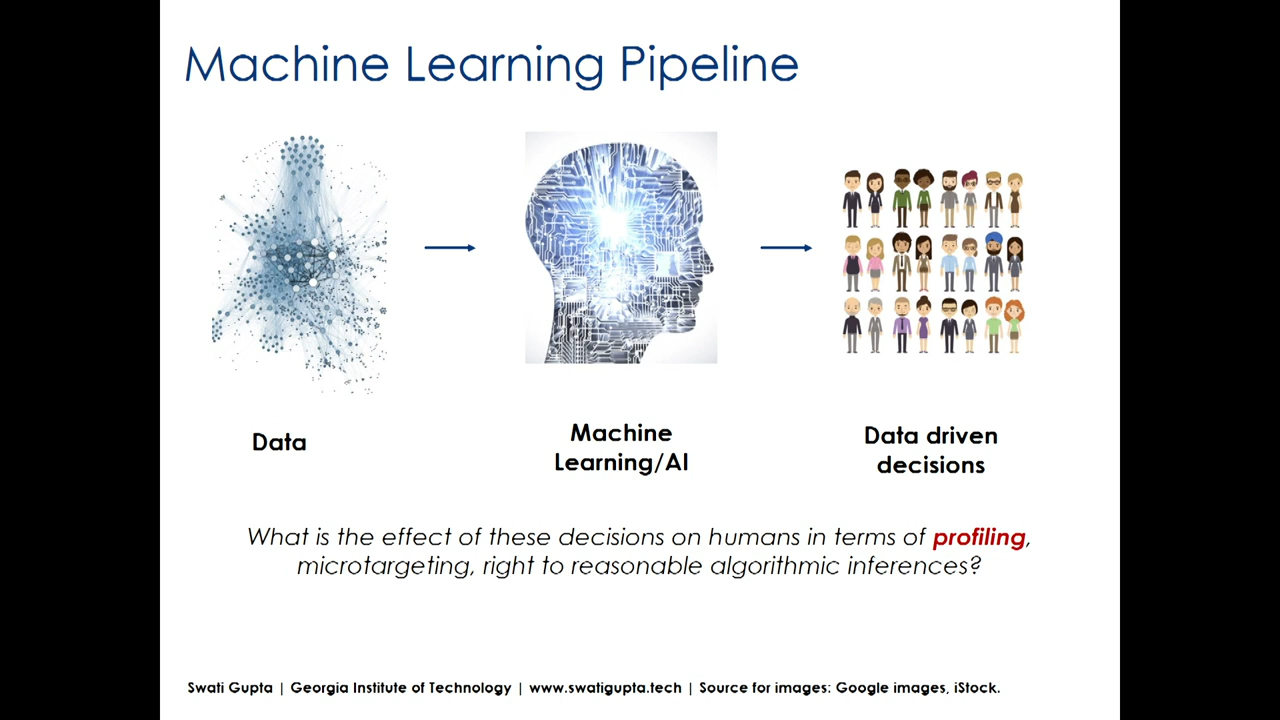 Machine Learning Pipeline
Data
Machine
Learning/AI
Data driven
decisions
What is the effect of these decisions on humans in terms of profiling,
microtargeting, right to reasonable algorithmic inferences?
Swati Gupta | Georgia Institute of Technology | www.swatigupta.tech | Source for images: Google images, iStock.